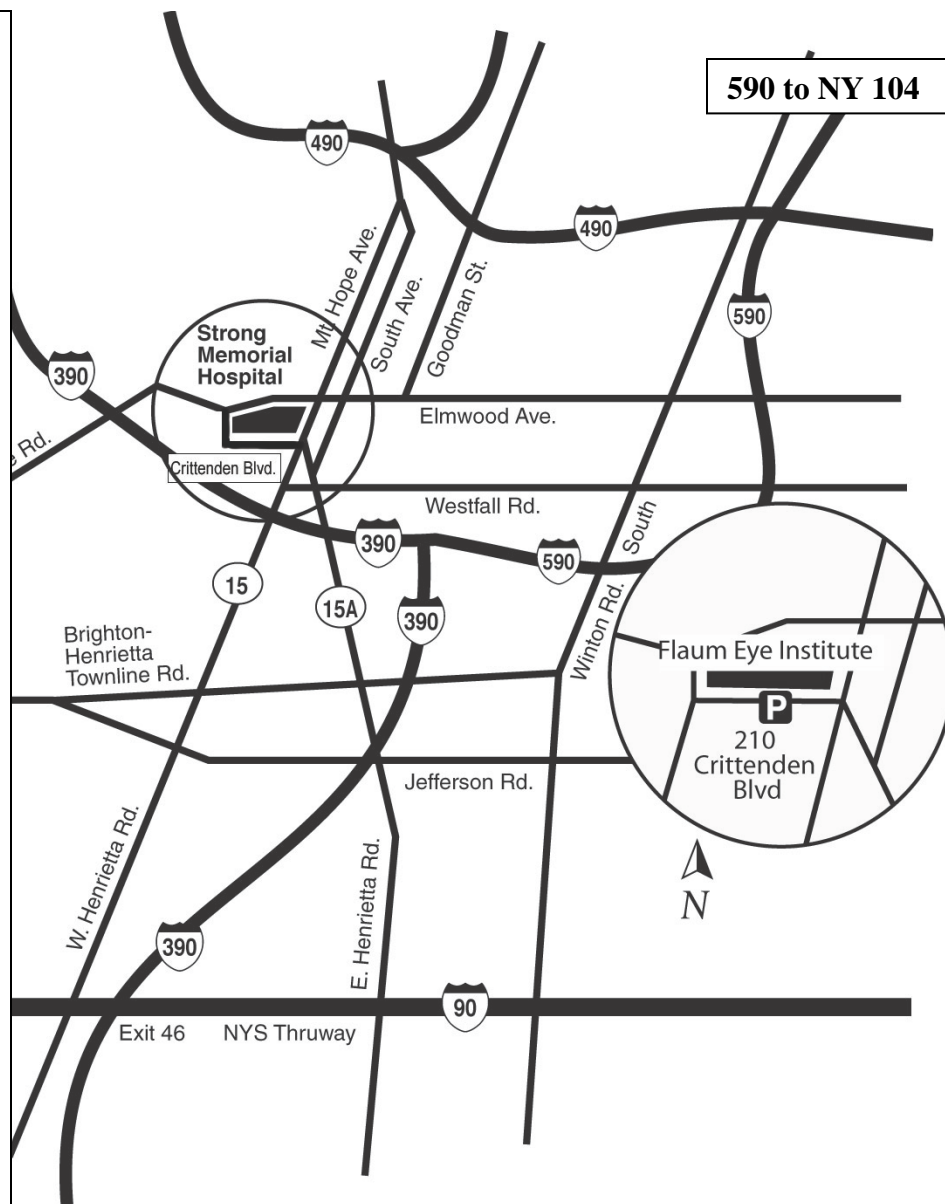 590 to NY 104
490
490
Mt. Hope Ave.
South Ave.
Goodman St.
590
Strong
Memorial
Hospital
390
Elmwood Ave.
Rd.
Crittenden Blvd.
Westfall Rd.
South
390
590
15
15A
390
Winton Rd.
Brighton-
Henrietta
Townline Rd.
Flaum Eye Institute
P
210
Crittenden
Blvd
Jefferson Rd.
W. Henrietta Rd.
E. Henrietta Rd.
N
390
90
Exit 46 NYS Thruway